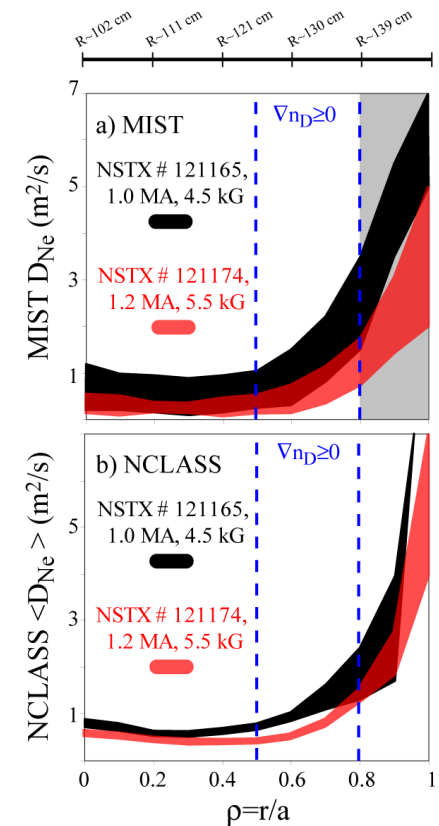 R~102 cm
R~111 cm
R~121 cm
R~130 cm
R~139 cm
7
a) MIST
∇n_D≥0
NSTX # 121165,
1.0 MA, 4.5 kG
5
NSTX # 121174,
1.2 MA, 5.5 kG
3
1
MIST D_Ne (m²/s)
b) NCLASS
∇n_D≥0
NSTX # 121165,
1.0 MA, 4.5 kG
5
NSTX # 121174,
1.2 MA, 5.5 kG
3
1
NCLASS <D_Ne > (m²/s)
0 0.2 0.4 0.6 0.8 1
ρ=r/a